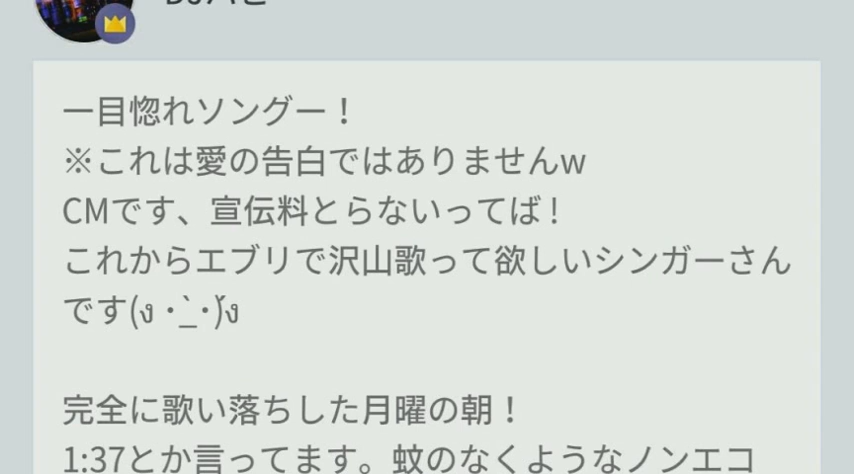 一目惚れソングー！
※これは愛の告白ではありませんw
CMです、宣伝料とらないってば！
これからエブリで沢山歌って欲しいシンガーさん
です(ง •̀_•́)ง
完全に歌い落ちした月曜の朝！
1:37とか言ってます。蚊のなくようなノンエコ